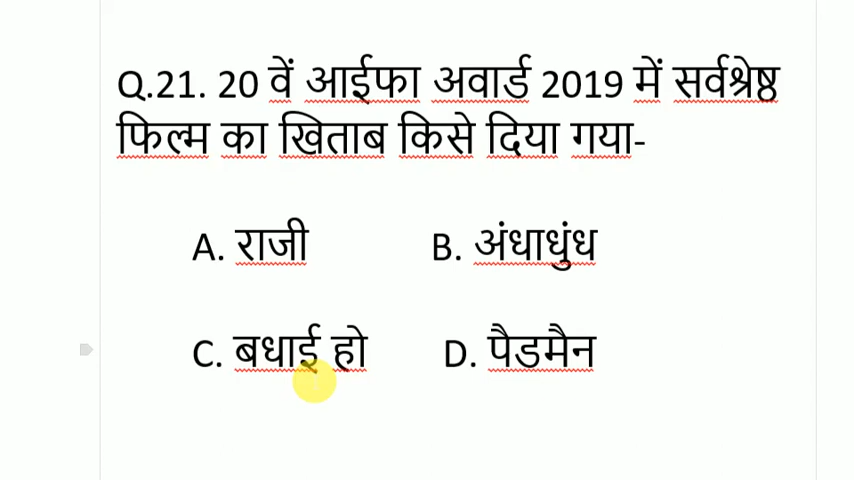 Q.21. 20 वें आईफा अवार्ड 2019 में सर्वश्रेष्ठ
फिल्म का खिताब किसे दिया गया-
A. राजी B. अंधाधुंध
C. बधाई हो D. पैडमैन